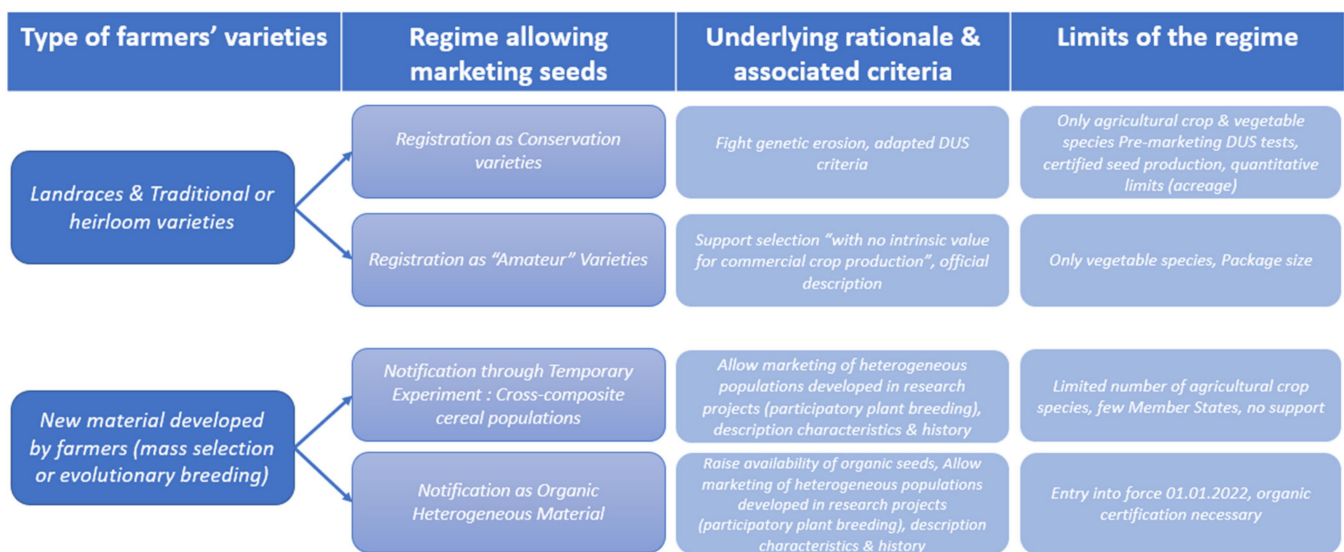 Type of farmers' varieties
Regime allowing
marketing seeds
Underlying rationale &
associated criteria
Limits of the regime
Landraces & Traditional or
heirloom varieties
Registration as Conservation
varieties
Fight genetic erosion, adapted DUS
criteria
Only agricultural crop & vegetable
species Pre-marketing DUS tests,
certified seed production, quantitative
limits (acreage)
Registration as "Amateur" Varieties
Support selection "with no intrinsic value
for commercial crop production", official
description
Only vegetable species, Package size
New material developed
by farmers (mass selection
or evolutionary breeding)
Notification through Temporary
Experiment : Cross-composite
cereal populations
Allow marketing of heterogeneous
populations developed in research
projects (participatory plant breeding),
description characteristics & history
Limited number of agricultural crop
species, few Member States, no support
Notification as Organic
Heterogeneous Material
Raise availability of organic seeds, Allow
marketing of heterogeneous populations
developed in research projects
(participatory plant breeding), description
characteristics & history
Entry into force 01.01.2022, organic
certification necessary